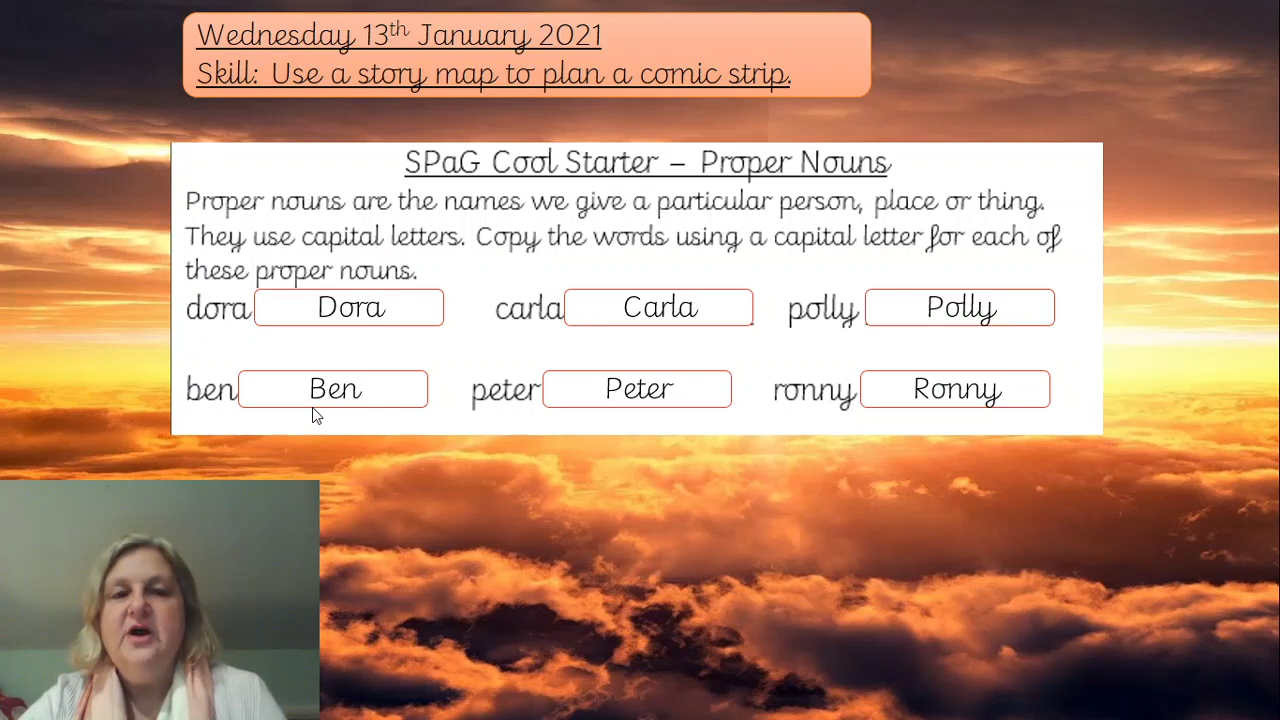 Wednesday 13th January 2021
Skill: Use a story map to plan a comic strip.
SPaG Cool Starter – Proper Nouns
Proper nouns are the names we give a particular person, place or thing.
They use capital letters. Copy the words using a capital letter for each of
these proper nouns.
dora Dora carla Carla polly Polly
ben Ben peter Peter ronny Ronny